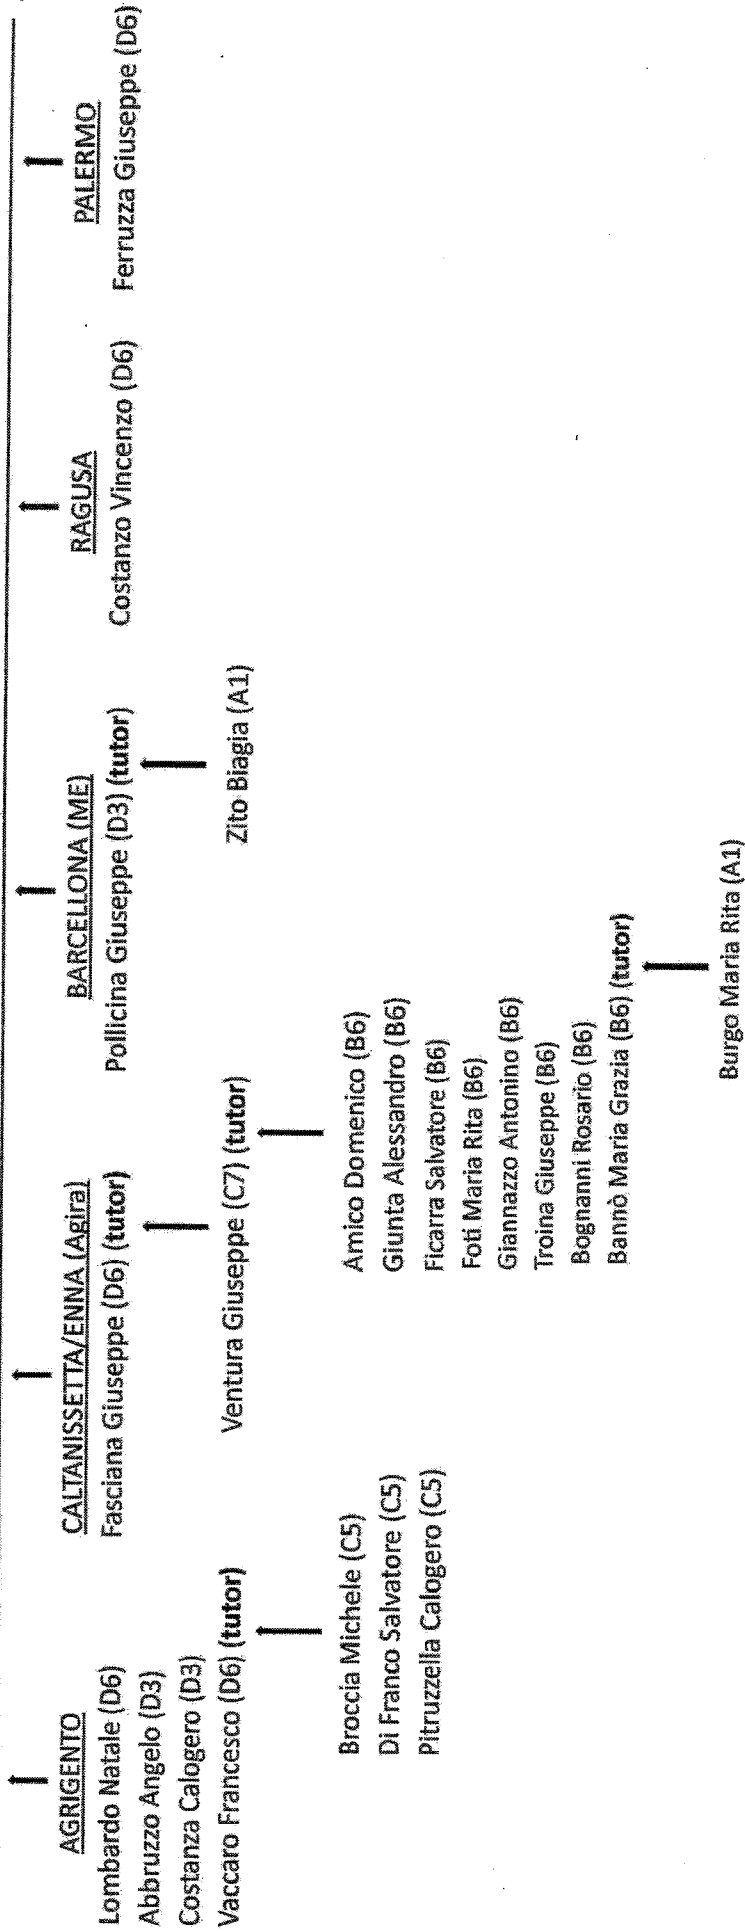 AGRIGENTO
Lombardo Natale (D6)
Abbruzzo Angelo (D3)
Costanza Calogero (D3)
Vaccaro Francesco (D6) (tutor)
Broccia Michele (C5)
Di Franco Salvatore (C5)
Pitruzzella Calogero (C5)
CALTANISSETTA/ENNA (Agira)
Fasciana Giuseppe (D6) (tutor)
Ventura Giuseppe (C7) (tutor)
Amico Domenico (B6)
Giunta Alessandro (B6)
Ficarra Salvatore (B6)
Foti Maria Rita (B6)
Giannazzo Antonino (B6)
Troina Giuseppe (B6)
Bognanni Rosario (B6)
Bannò Maria Grazia (B6) (tutor)
Burgo Maria Rita (A1)
BARCELLONA (ME)
Pollicina Giuseppe (D3) (tutor)
Zito Biagia (A1)
RAGUSA
Costanzo Vincenzo (D6)
PALERMO
Ferruzza Giuseppe (D6)